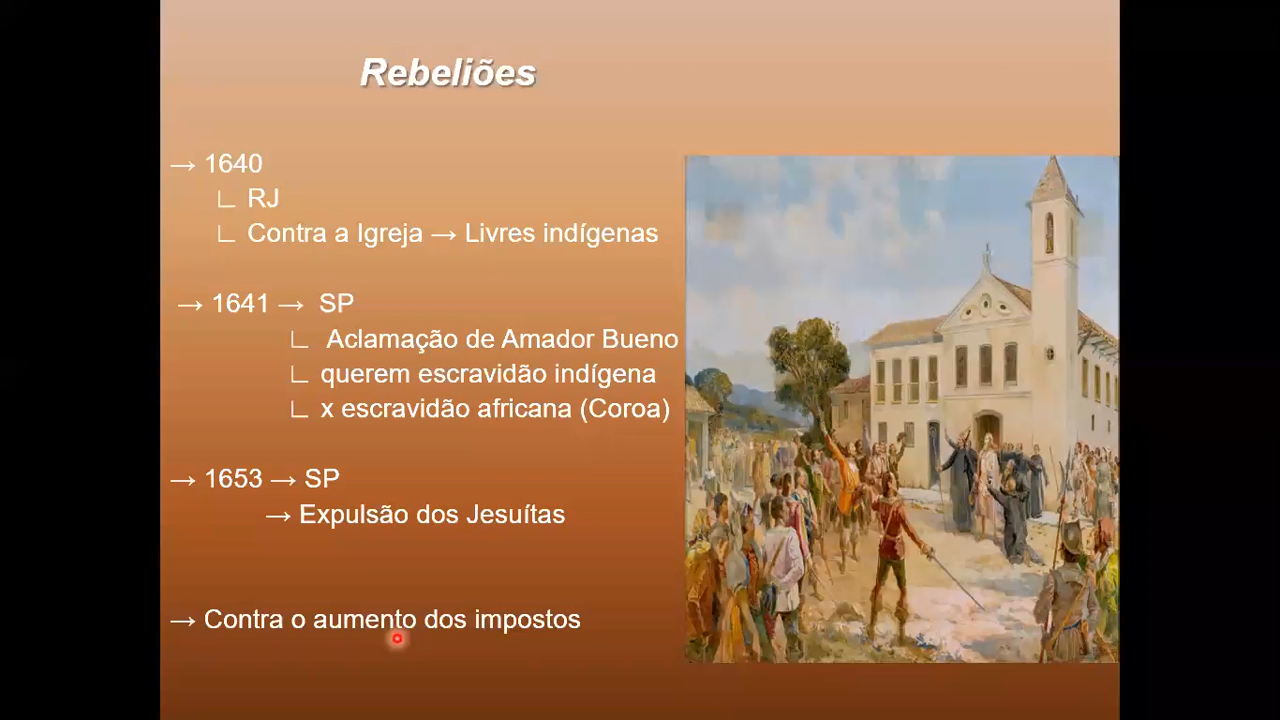 Rebeliões
→ 1640
∟ RJ
∟ Contra a Igreja → Livres indígenas
→ 1641 → SP
∟ Aclamação de Amador Bueno
∟ querem escravidão indígena
∟ x escravidão africana (Coroa)
→ 1653 → SP
→ Expulsão dos Jesuítas
→ Contra o aumento dos impostos